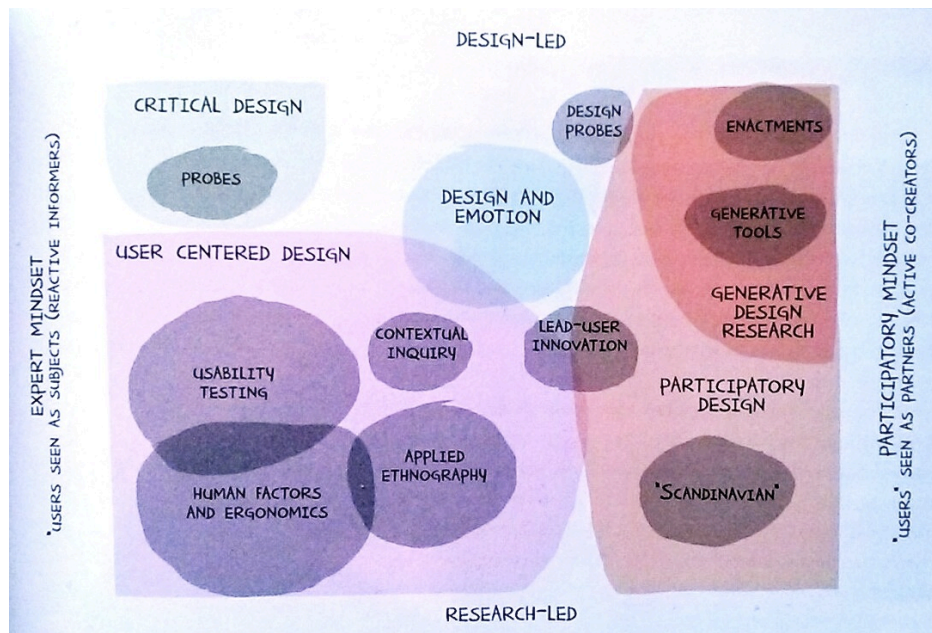 DESIGN-LED
CRITICAL DESIGN
PROBES
DESIGN
PROBES
ENACTMENTS
DESIGN AND
EMOTION
GENERATIVE
TOOLS
USER CENTERED DESIGN
GENERATIVE
DESIGN
RESEARCH
CONTEXTUAL
INQUIRY
LEAD-USER
INNOVATION
USABILITY
TESTING
PARTICIPATORY
DESIGN
APPLIED
ETHNOGRAPHY
HUMAN FACTORS
AND ERGONOMICS
"SCANDINAVIAN"
RESEARCH-LED
EXPERT MINDSET
"USERS SEEN AS SUBJECTS (REACTIVE INFORMERS)
PARTICIPATORY MINDSET
"USERS" SEEN AS PARTNERS (ACTIVE CO-CREATORS)